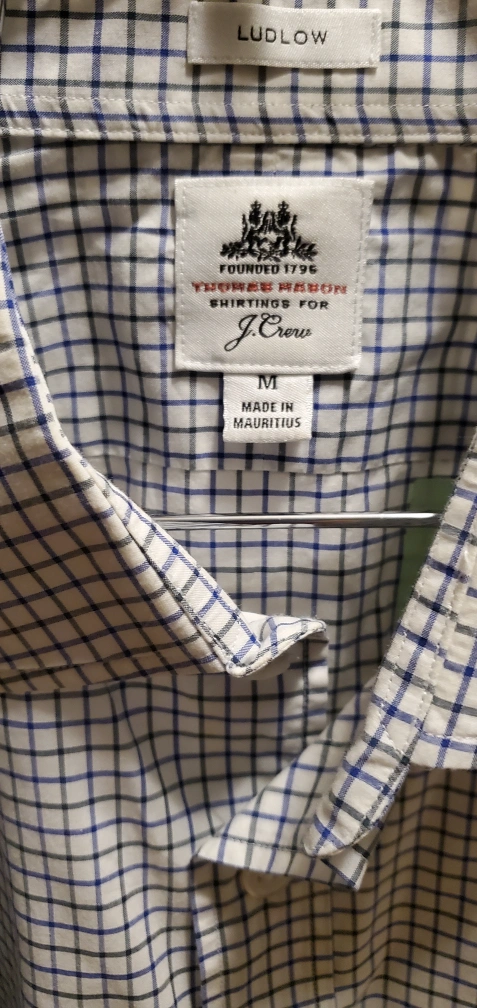 LUDLOW
FOUNDED 1796
THOMAS MASON
SHIRTINGS FOR
J.Crew
M
MADE IN
MAURITIUS